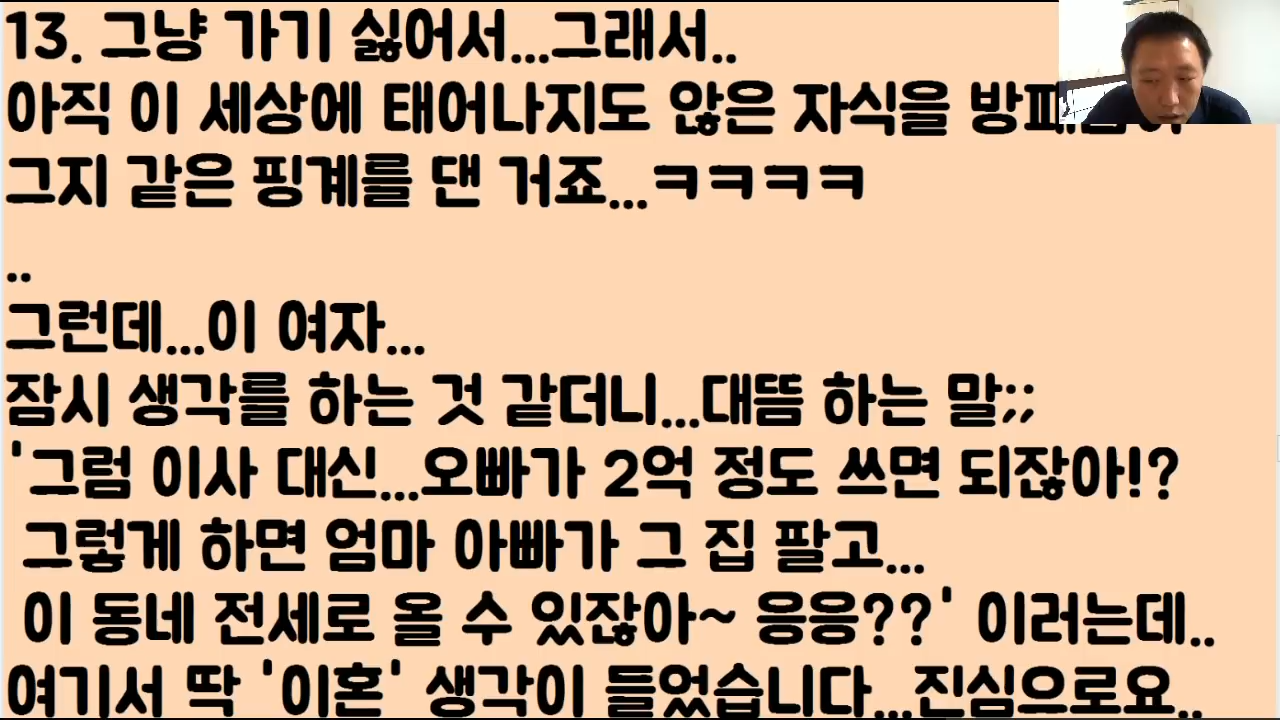 13. 그냥 가기 싫어서...그래서..
아직 이 세상에 태어나지도 않은 자식을
그지 같은 핑계를 댄 거죠...ㅋㅋㅋㅋ
..
그런데...이 여자...
잠시 생각를 하는 것 같더니...대뜸 하는 말;;
'그럼 이사 대신...오빠가 2억 정도 쓰면 되잖아!?
그렇게 하면 엄마 아빠가 그 집 팔고...
이 동네 전세로 올 수 있잖아~ 응응??' 이러는데..
여기서 딱 '이혼' 생각이 들었습니다...진심으로요..